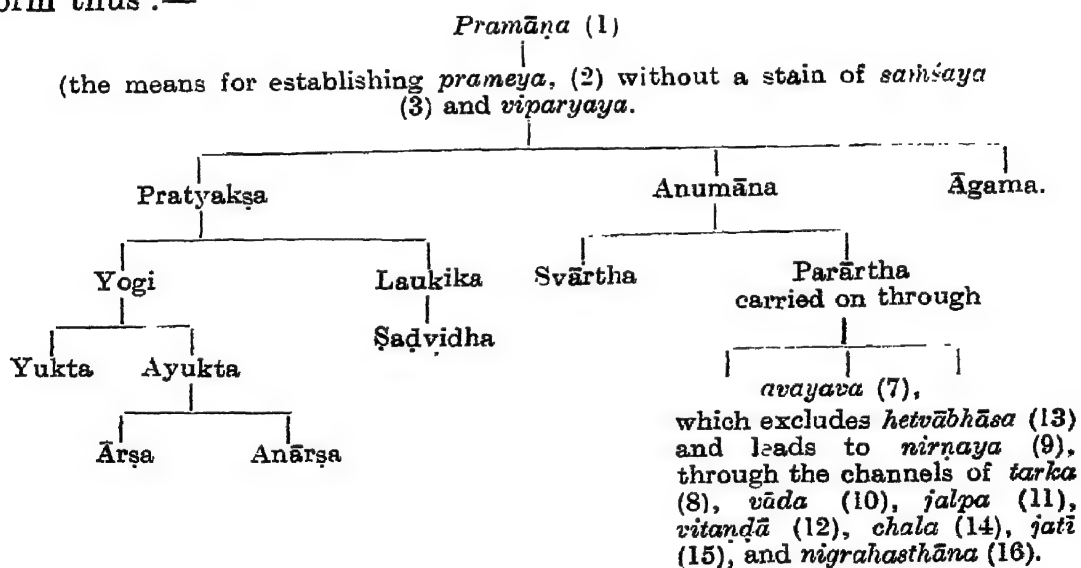 orm thus :—
Pramāṇa (1)
(the means for establishing prameya, (2) without a stain of saṁśaya
(3) and viparyaya.
Pratyakṣa Anumāna Āgama.
Yogi Laukika Svārtha Parārtha
carried on through
Ṣaḍvidha
Yukta Ayukta
avayava (7),
Ārṣa Anārṣa
which excludes hetvābhāsa (13)
and leads to nirṇaya (9),
through the channels of tarka
(8), vāda (10), jalpa (11),
vitaṇḍā (12), chala (14), jatī
(15), and nigrahasthāna (16).